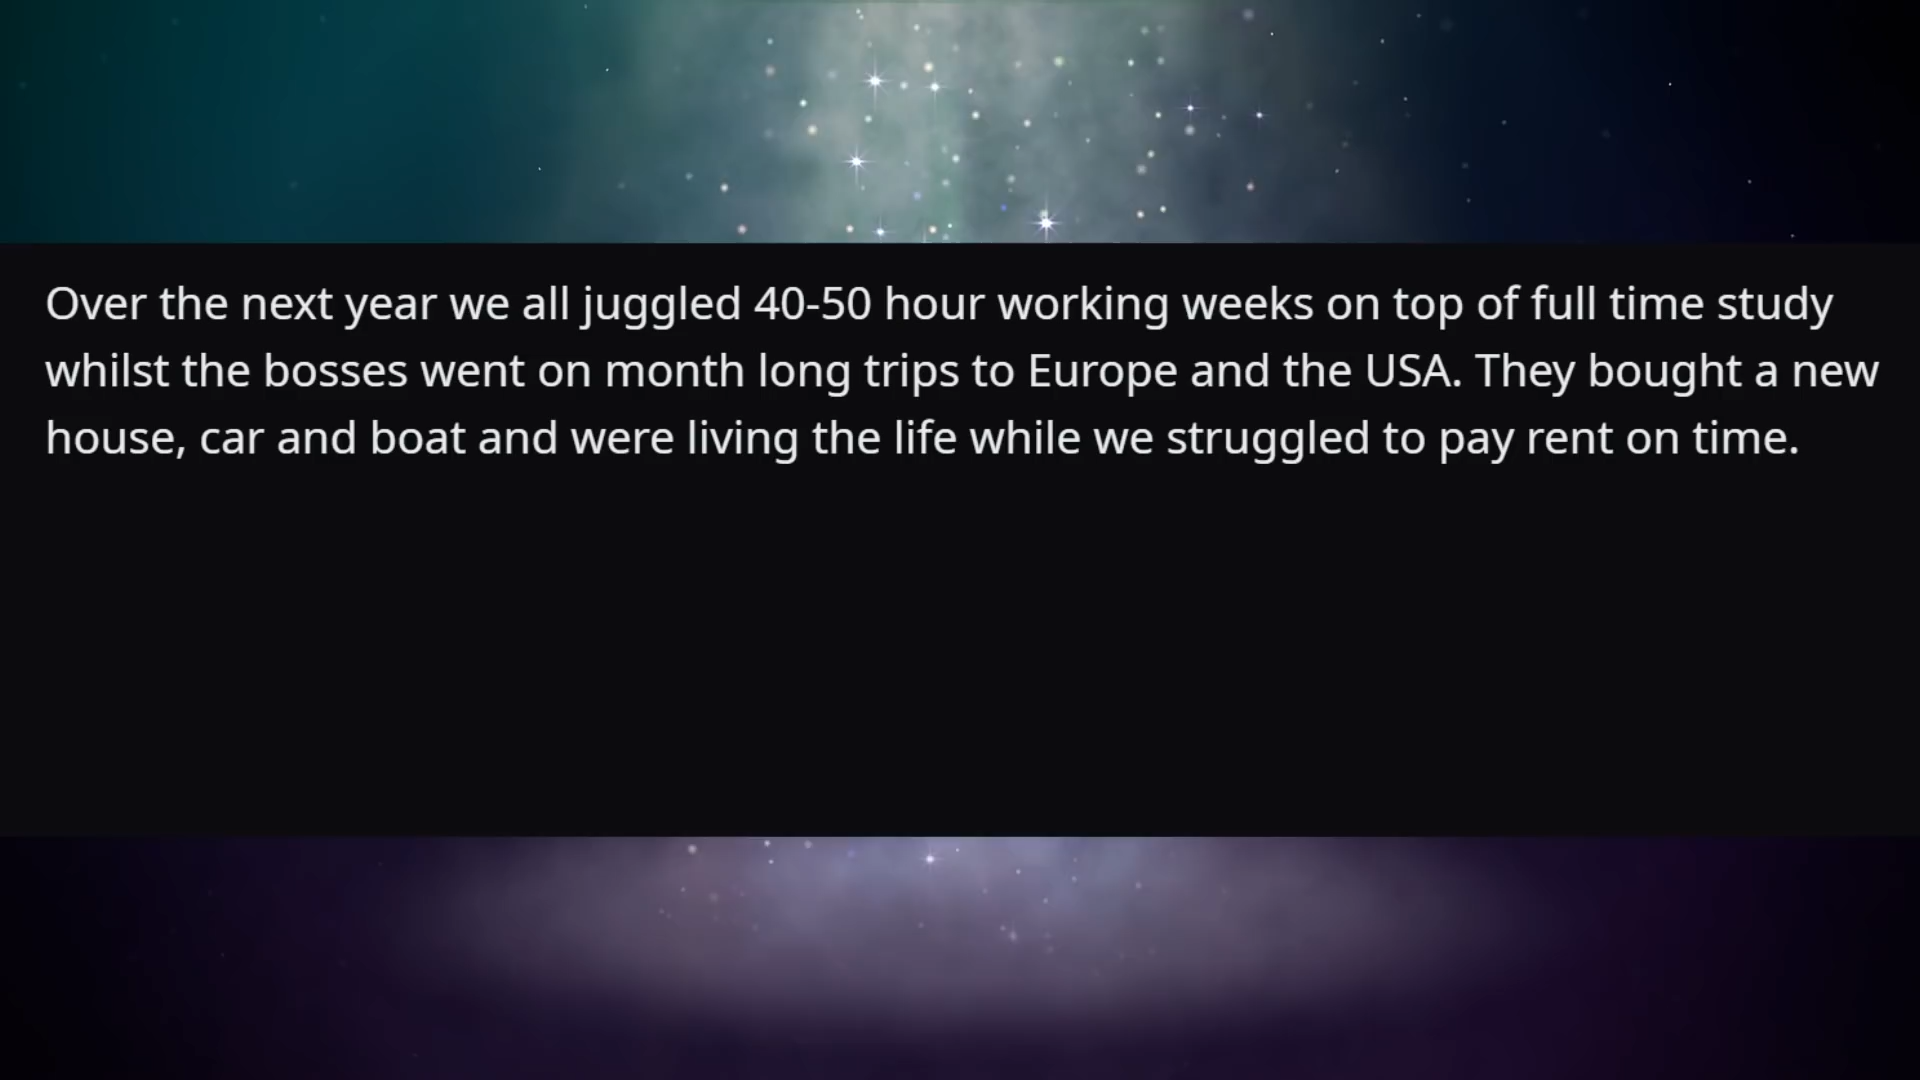 Over the next year we all juggled 40-50 hour working weeks on top of full time study
whilst the bosses went on month long trips to Europe and the USA. They bought a new
house, car and boat and were living the life while we struggled to pay rent on time.